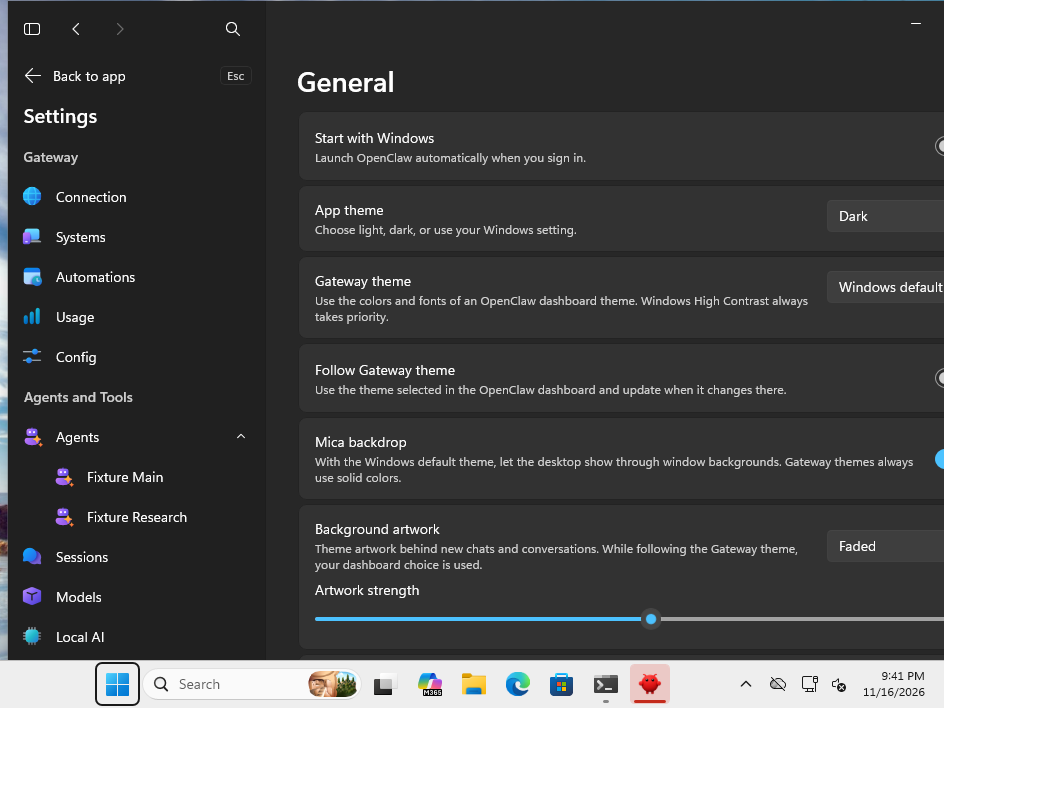 Back to app
Esc
Settings
Gateway
Connection
Systems
Automations
Usage
Config
Agents and Tools
Agents
Fixture Main
Fixture Research
Sessions
Models
Local AI
General
Start with Windows
Launch OpenClaw automatically when you sign in.
App theme
Choose light, dark, or use your Windows setting.
Dark
Gateway theme
Use the colors and fonts of an OpenClaw dashboard theme. Windows High Contrast always
takes priority.
Windows default
Follow Gateway theme
Use the theme selected in the OpenClaw dashboard and update when it changes there.
Mica backdrop
With the Windows default theme, let the desktop show through window backgrounds. Gateway themes always
use solid colors.
Background artwork
Theme artwork behind new chats and conversations. While following the Gateway theme,
your dashboard choice is used.
Faded
Artwork strength
Search
M365
9:41 PM
11/16/2026